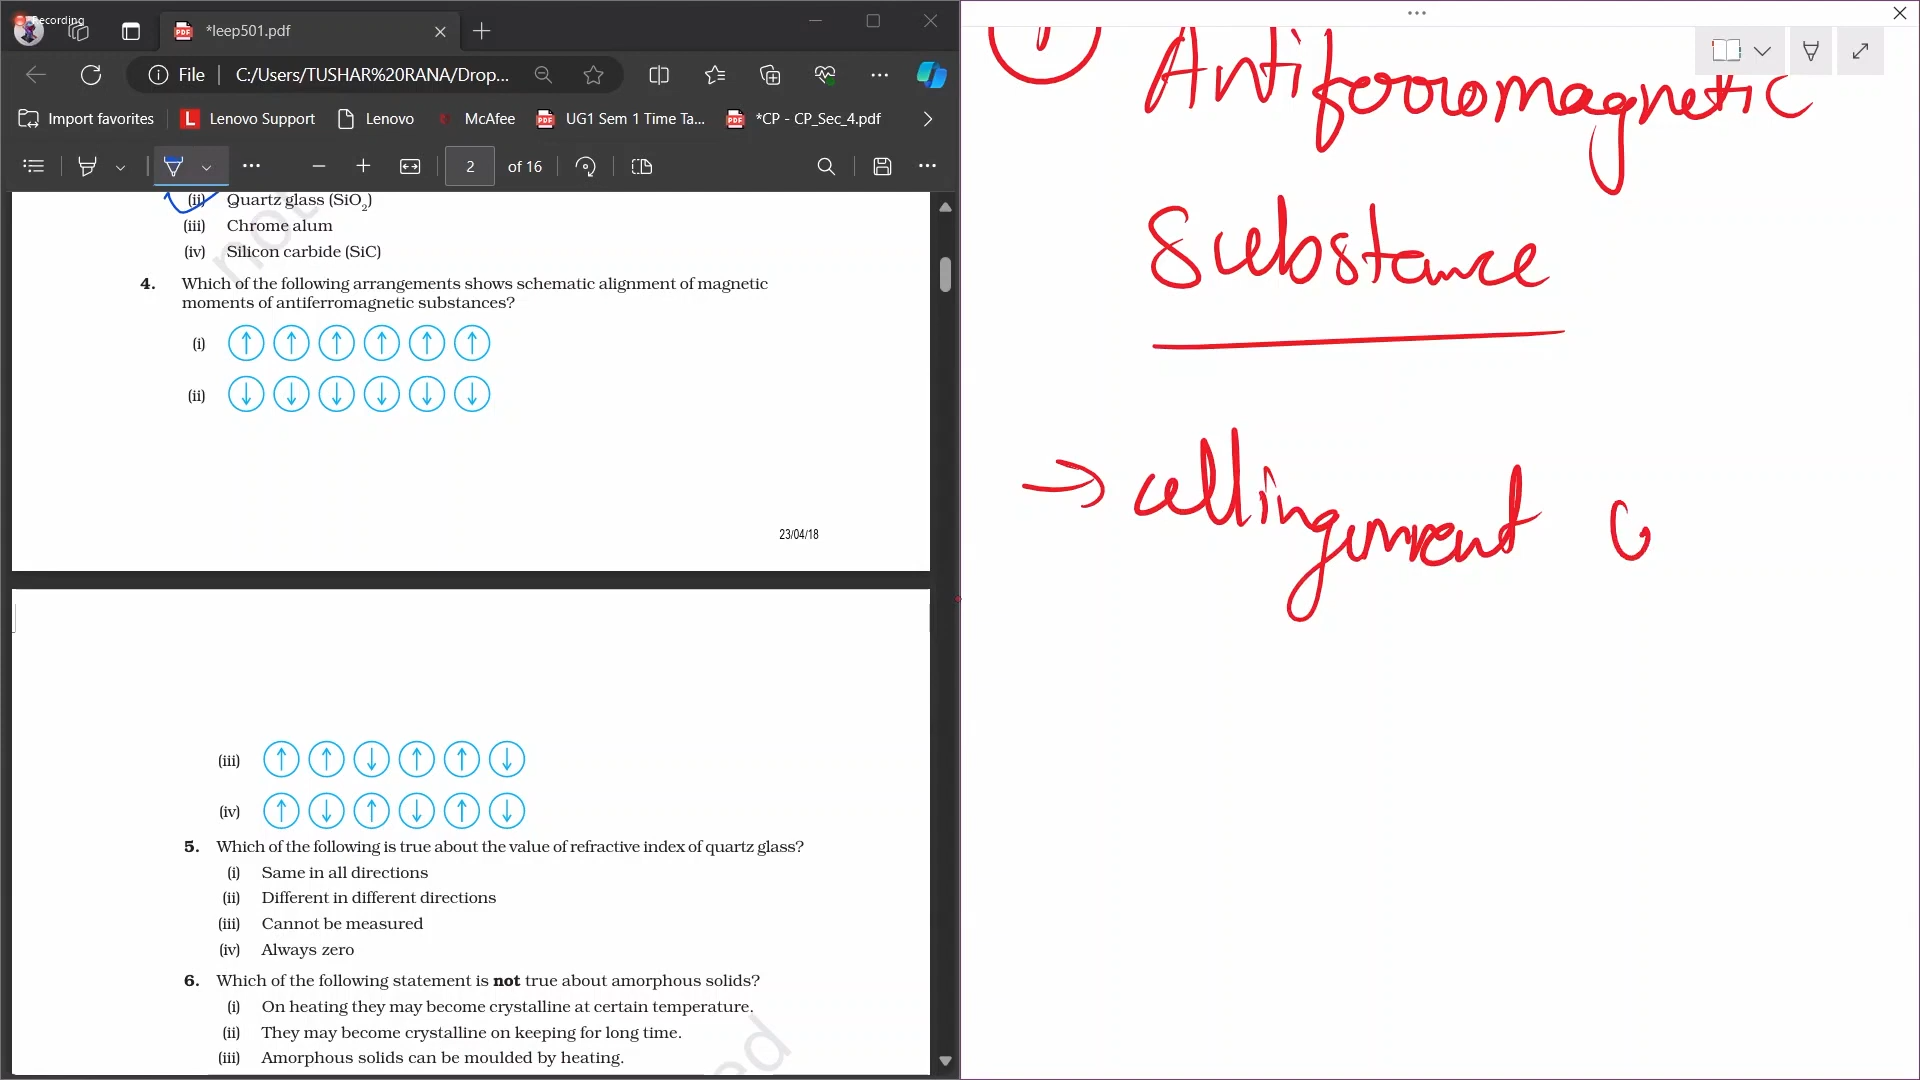 Recording
*leep501.pdf
File
C:/Users/TUSHAR%20RANA/Drop...
Import favorites
Lenovo Support
Lenovo
McAfee
UG1 Sem 1 Time Ta...
*CP - CP_Sec_4.pdf
2 of 16
(ii) Quartz glass (SiO2)
(iii) Chrome alum
(iv) Silicon carbide (SiC)
4. Which of the following arrangements shows schematic alignment of magnetic
moments of antiferromagnetic substances?
(i) ↑ ↑ ↑ ↑ ↑ ↑
(ii) ↓ ↓ ↓ ↓ ↓ ↓
23/04/18
(iii) ↑ ↑ ↓ ↑ ↑ ↓
(iv) ↑ ↓ ↑ ↓ ↑ ↓
5. Which of the following is true about the value of refractive index of quartz glass?
(i) Same in all directions
(ii) Different in different directions
(iii) Cannot be measured
(iv) Always zero
6. Which of the following statement is not true about amorphous solids?
(i) On heating they may become crystalline at certain temperature.
(ii) They may become crystalline on keeping for long time.
(iii) Amorphous solids can be moulded by heating.
Antiferromagnetic
Substance